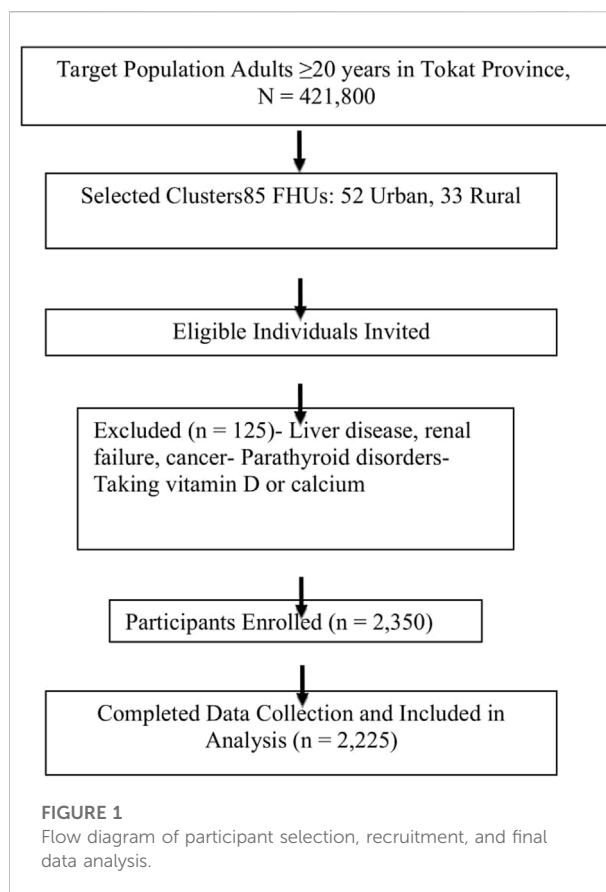 Target Population Adults ≥20 years in Tokat Province,
N = 421,800
Selected Clusters85 FHUs: 52 Urban, 33 Rural
Eligible Individuals Invited
Excluded (n = 125)- Liver disease, renal
failure, cancer- Parathyroid disorders-
Taking vitamin D or calcium
Participants Enrolled (n = 2,350)
Completed Data Collection and Included in
Analysis (n = 2,225)
FIGURE 1
Flow diagram of participant selection, recruitment, and final
data analysis.